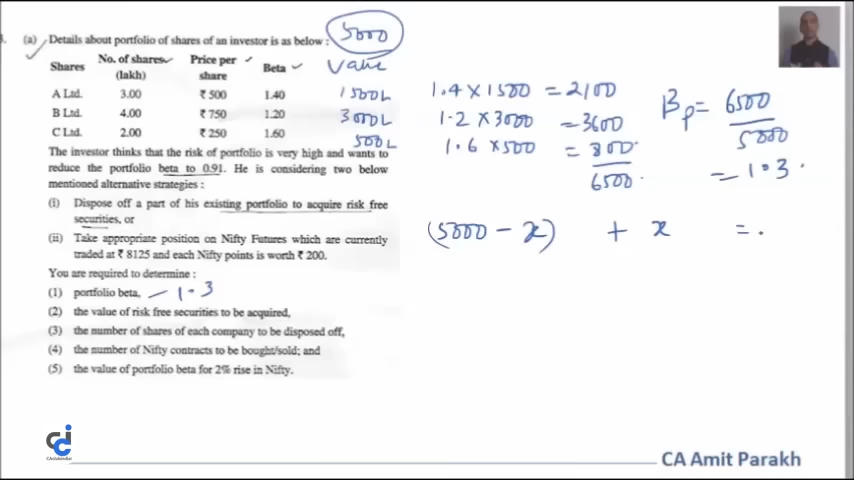 (a) Details about portfolio of shares of an investor is as below : 5000
Shares No. of shares (lakh) Price per share Beta Value
A Ltd. 3.00 ₹ 500 1.40 1500L
B Ltd. 4.00 ₹ 750 1.20 3000L
C Ltd. 2.00 ₹ 250 1.60 500L
The investor thinks that the risk of portfolio is very high and wants to
reduce the portfolio beta to 0.91. He is considering two below
mentioned alternative strategies :
(i) Dispose off a part of his existing portfolio to acquire risk free
securities, or
(ii) Take appropriate position on Nifty Futures which are currently
traded at ₹ 8125 and each Nifty points is worth ₹ 200.
You are required to determine :
(1) portfolio beta, — 1.3
(2) the value of risk free securities to be acquired,
(3) the number of shares of each company to be disposed off,
(4) the number of Nifty contracts to be bought/sold; and
(5) the value of portfolio beta for 2% rise in Nifty.
1.4 × 1500 = 2100
1.2 × 3000 = 3600
1.6 × 500 = 800
6500
βp = 6500
5000
= 1.3
(5000 - x) + x = .
CA Amit Parakh